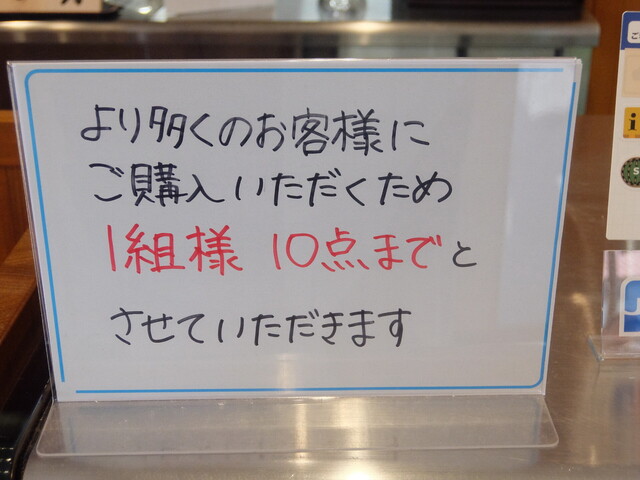 より多くのお客様に
ご購入いただくため
1組様 10点までと
させていただきます